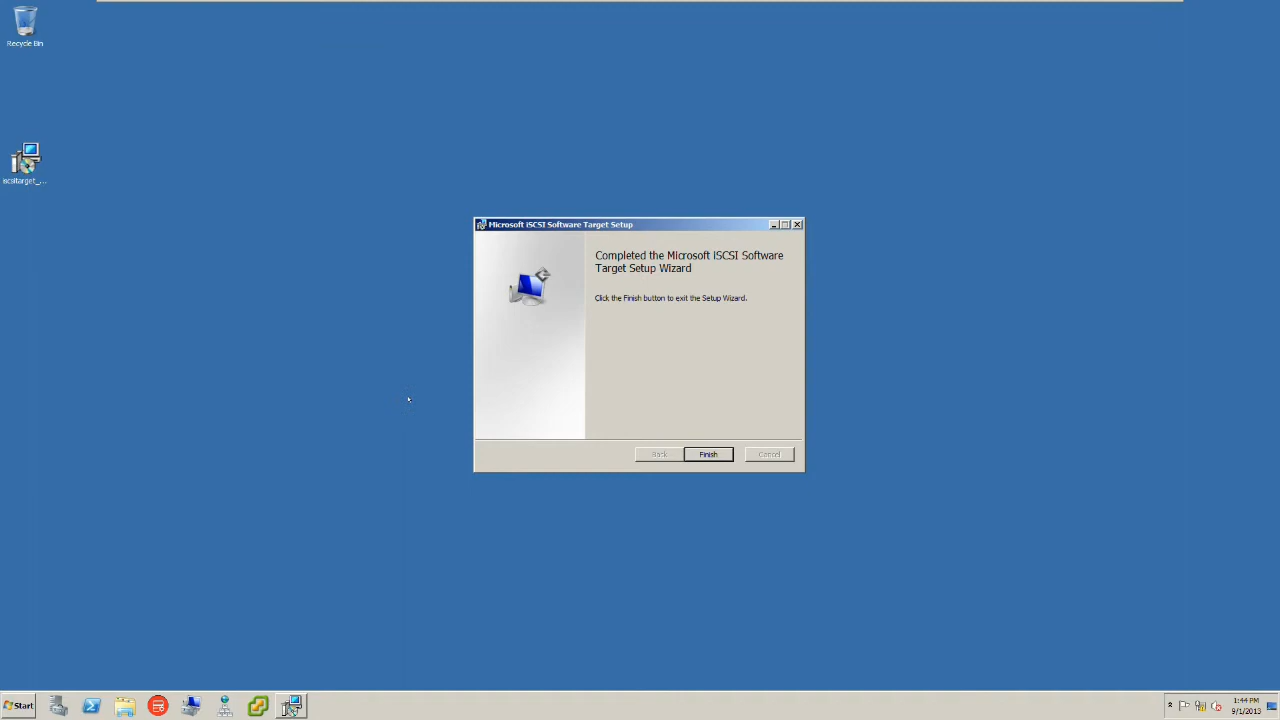 Recycle Bin
iscsitarget_...
Microsoft iSCSI Software Target Setup
Completed the Microsoft iSCSI Software
Target Setup Wizard
Click the Finish button to exit the Setup Wizard.
Back
Finish
Cancel
Start
1:44 PM
9/1/2013